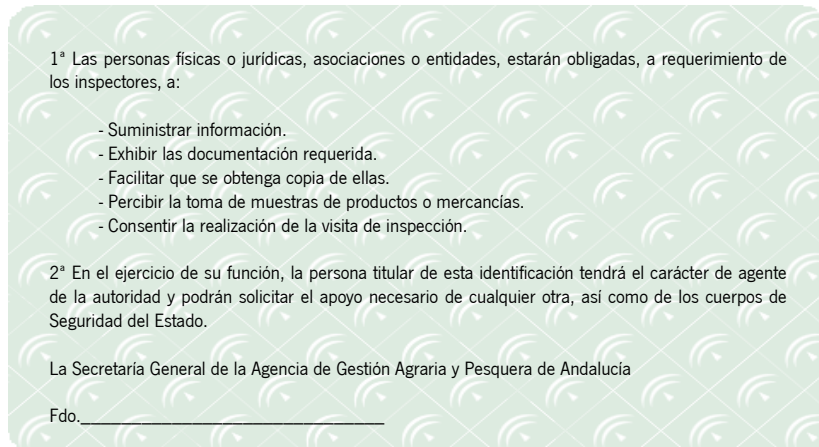 1ª Las personas físicas o jurídicas, asociaciones o entidades, estarán obligadas, a requerimiento de
los inspectores, a:
- Suministrar información.
- Exhibir las documentación requerida.
- Facilitar que se obtenga copia de ellas.
- Percibir la toma de muestras de productos o mercancías.
- Consentir la realización de la visita de inspección.
2ª En el ejercicio de su función, la persona titular de esta identificación tendrá el carácter de agente
de la autoridad y podrán solicitar el apoyo necesario de cualquier otra, así como de los cuerpos de
Seguridad del Estado.
La Secretaría General de la Agencia de Gestión Agraria y Pesquera de Andalucía
Fdo.________________________________